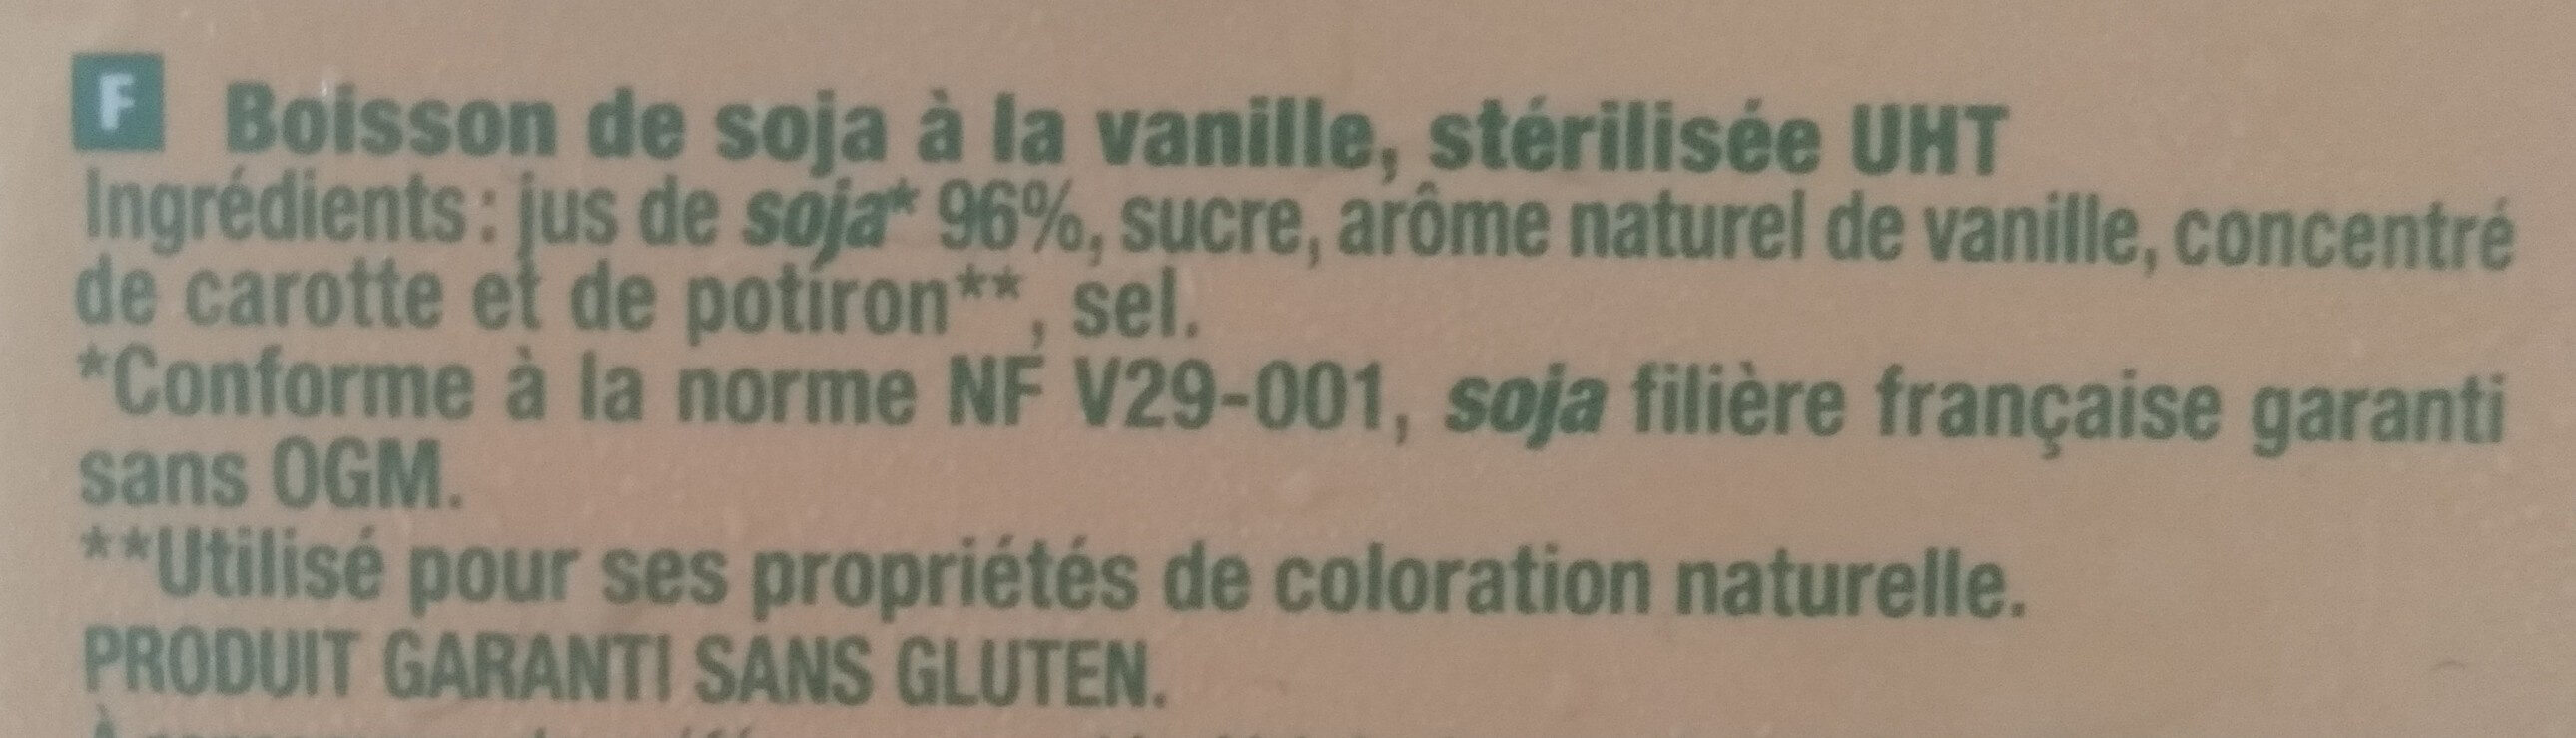 F Boisson de soja à la vanille, stérilisée UHT
Ingrédients : jus de soja* 96%, sucre, arôme naturel de vanille, concentré
de carotte et de potiron**, sel.
*Conforme à la norme NF V29-001, soja filière française garanti
sans OGM.
**Utilisé pour ses propriétés de coloration naturelle.
PRODUIT GARANTI SANS GLUTEN.